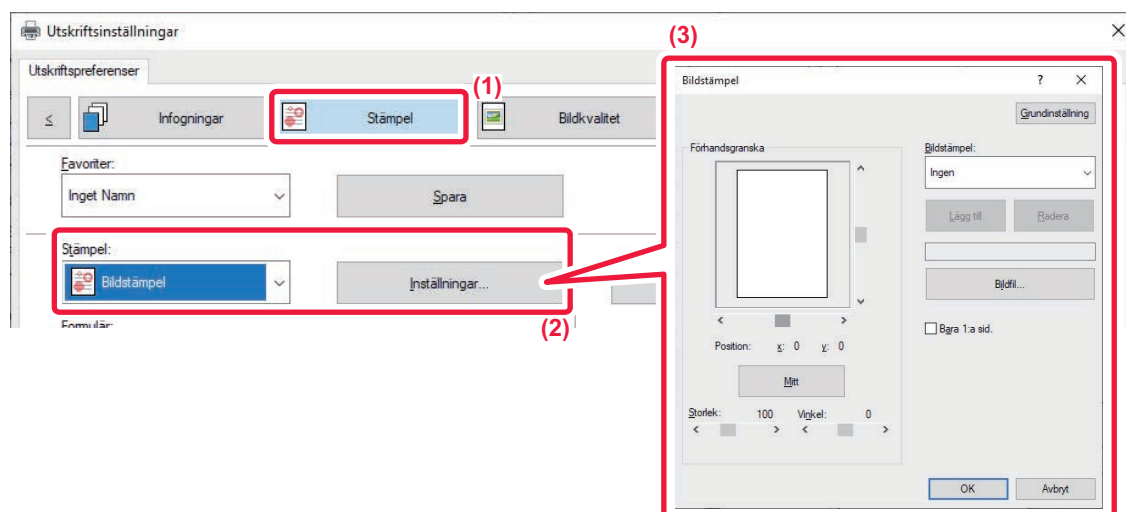 Utskriftsinställningar
Utskriftspreferenser
(1)
< Infogningar Stämpel Bildkvalitet
Favoriter:
Inget Namn Spara
Stämpel:
Bildstämpel Inställningar...
(2)
Formulär:
(3)
Bildstämpel ? ×
Grundinställning
Förhandsgranska
Bildstämpel:
Ingen
Lägg till Radera
Bildfil...
Bara 1:a sid.
Position: x: 0 y: 0
Mitt
Storlek: 100 Vinkel: 0
OK Avbryt